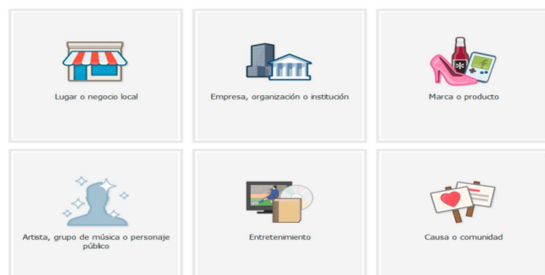 Lugar o negocio local
Empresa, organización o institución
Marca o producto
Artista, grupo de música o personaje
público
Entretenimiento
Causa o comunidad